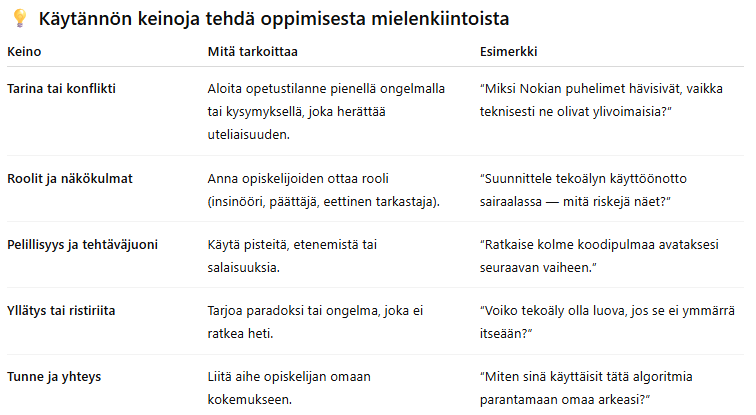 💡 Käytännön keinoja tehdä oppimisesta mielenkiintoista
Keino Mitä tarkoittaa Esimerkki
Tarina tai konflikti
Aloita opetustilanne pienellä ongelmalla
tai kysymyksellä, joka herättää
uteliaisuuden.
”Miksi Nokian puhelimet hävisivät, vaikka
teknisesti ne olivat ylivoimaisia?”
Roolit ja näkökulmat
Anna opiskelijoiden ottaa rooli
(insinööri, päättäjä, eettinen tarkastaja).
”Suunnittele tekoälyn käyttöönotto
sairaalassa — mitä riskejä näet?”
Pelillisyys ja tehtäväjuoni
Käytä pisteitä, etenemistä tai
salaisuuksia.
”Ratkaise kolme koodipulmaa avataksesi
seuraavan vaiheen.”
Yllätys tai ristiriita
Tarjoa paradoksi tai ongelma, joka ei
ratkea heti.
”Voiko tekoäly olla luova, jos se ei ymmärrä
itseään?”
Tunne ja yhteys
Liitä aihe opiskelijan omaan
kokemukseen.
”Miten sinä käyttäisit tätä algoritmia
parantamaan omaa arkeasi?”